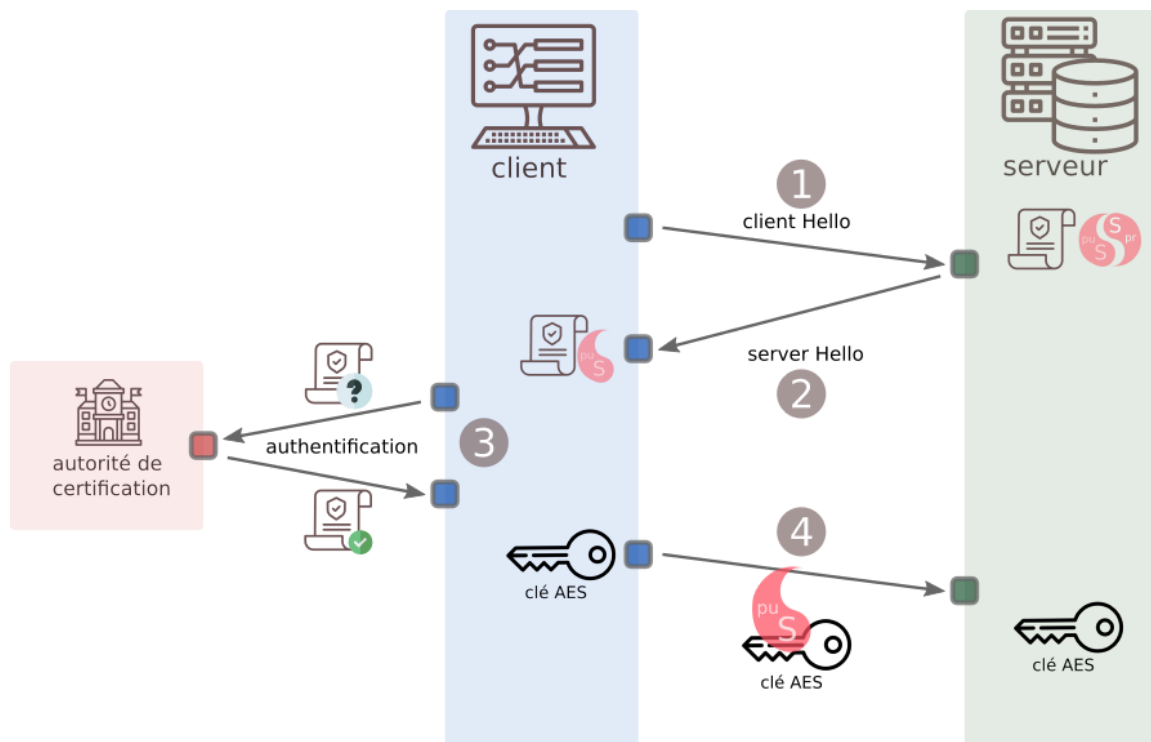 client
serveur
1
client Hello
pu
S
S
pr
pu
S
server Hello
2
?
3
authentification
autorité de
certification
4
clé AES
pu
S
clé AES
clé AES